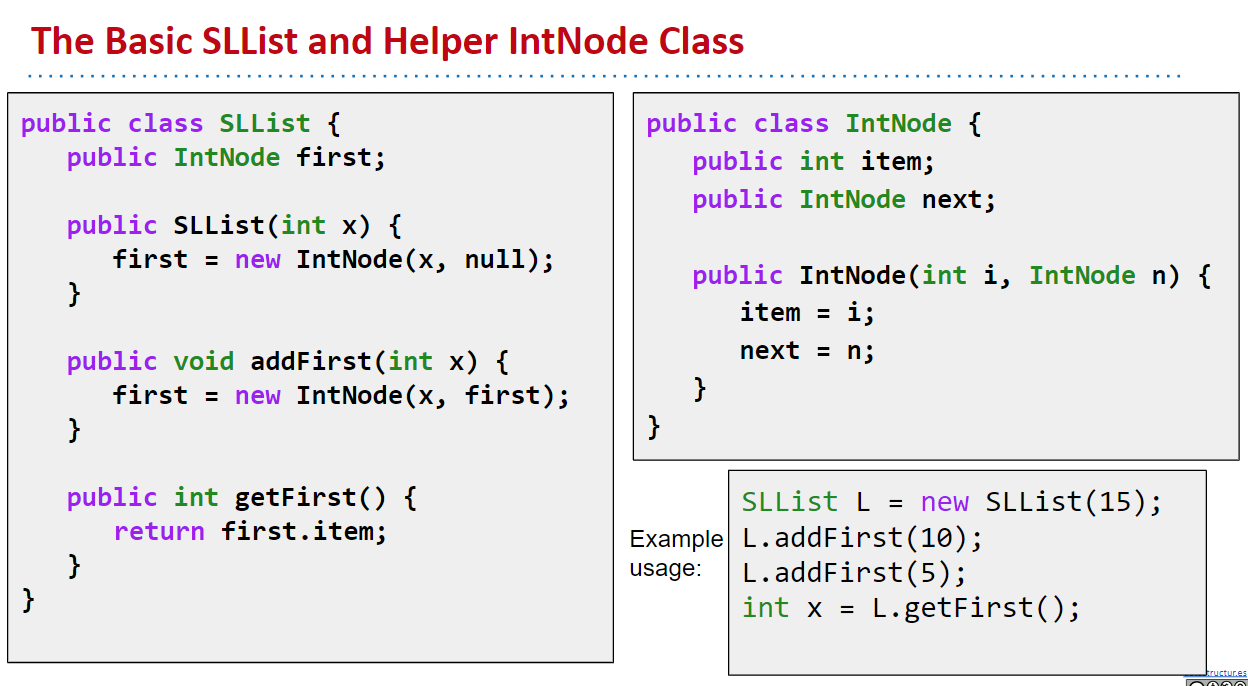 The Basic SLList and Helper IntNode Class
public class SLList {
public IntNode first;
public SLList(int x) {
first = new IntNode(x, null);
}
public void addFirst(int x) {
first = new IntNode(x, first);
}
public int getFirst() {
return first.item;
}
}
public class IntNode {
public int item;
public IntNode next;
public IntNode(int i, IntNode n) {
item = i;
next = n;
}
}
Example
usage:
SLList L = new SLList(15);
L.addFirst(10);
L.addFirst(5);
int x = L.getFirst();